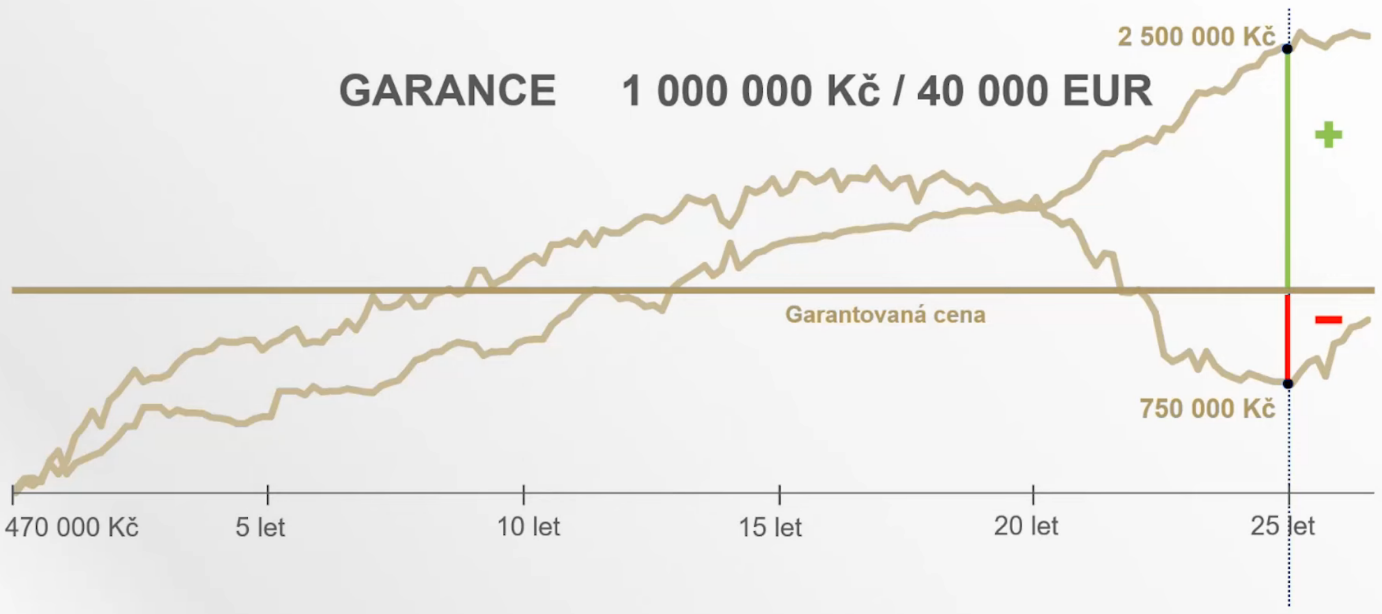 2 500 000 Kč
GARANCE 1 000 000 Kč / 40 000 EUR
Garantovaná cena
750 000 Kč
470 000 Kč 5 let 10 let 15 let 20 let 25 let